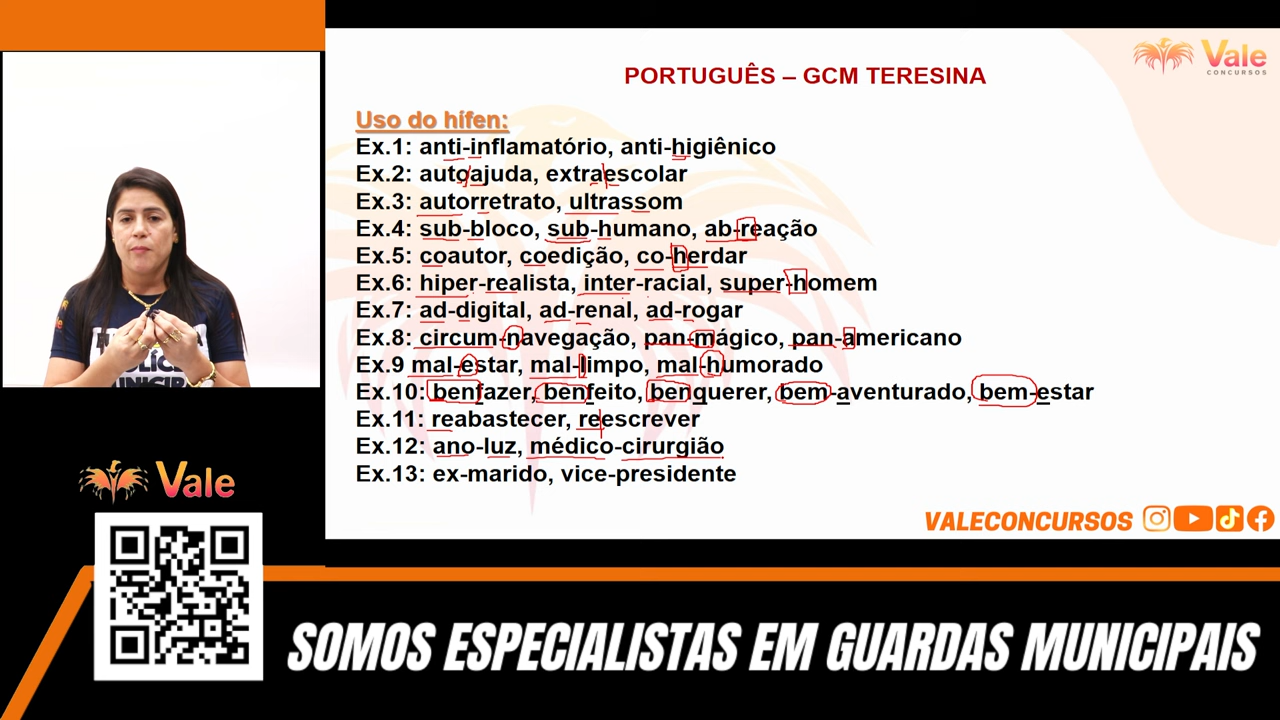 Vale
CONCURSOS
PORTUGUÊS – GCM TERESINA
Uso do hífen:
Ex.1: anti-inflamatório, anti-higiênico
Ex.2: autoajuda, extraescolar
Ex.3: autorretrato, ultrassom
Ex.4: sub-bloco, sub-humano, ab-reação
Ex.5: coautor, coedição, co-herdar
Ex.6: hiper-realista, inter-racial, super-homem
Ex.7: ad-digital, ad-renal, ad-rogar
Ex.8: circum-navegação, pan-mágico, pan-americano
Ex.9 mal-estar, mal-limpo, mal-humorado
Ex.10: benfazer, benfeito, benquerer, bem-aventurado, bem-estar
Ex.11: reabastecer, reescrever
Ex.12: ano-luz, médico-cirurgião
Ex.13: ex-marido, vice-presidente
Vale
VALECONCURSOS
SOMOS ESPECIALISTAS EM GUARDAS MUNICIPAIS